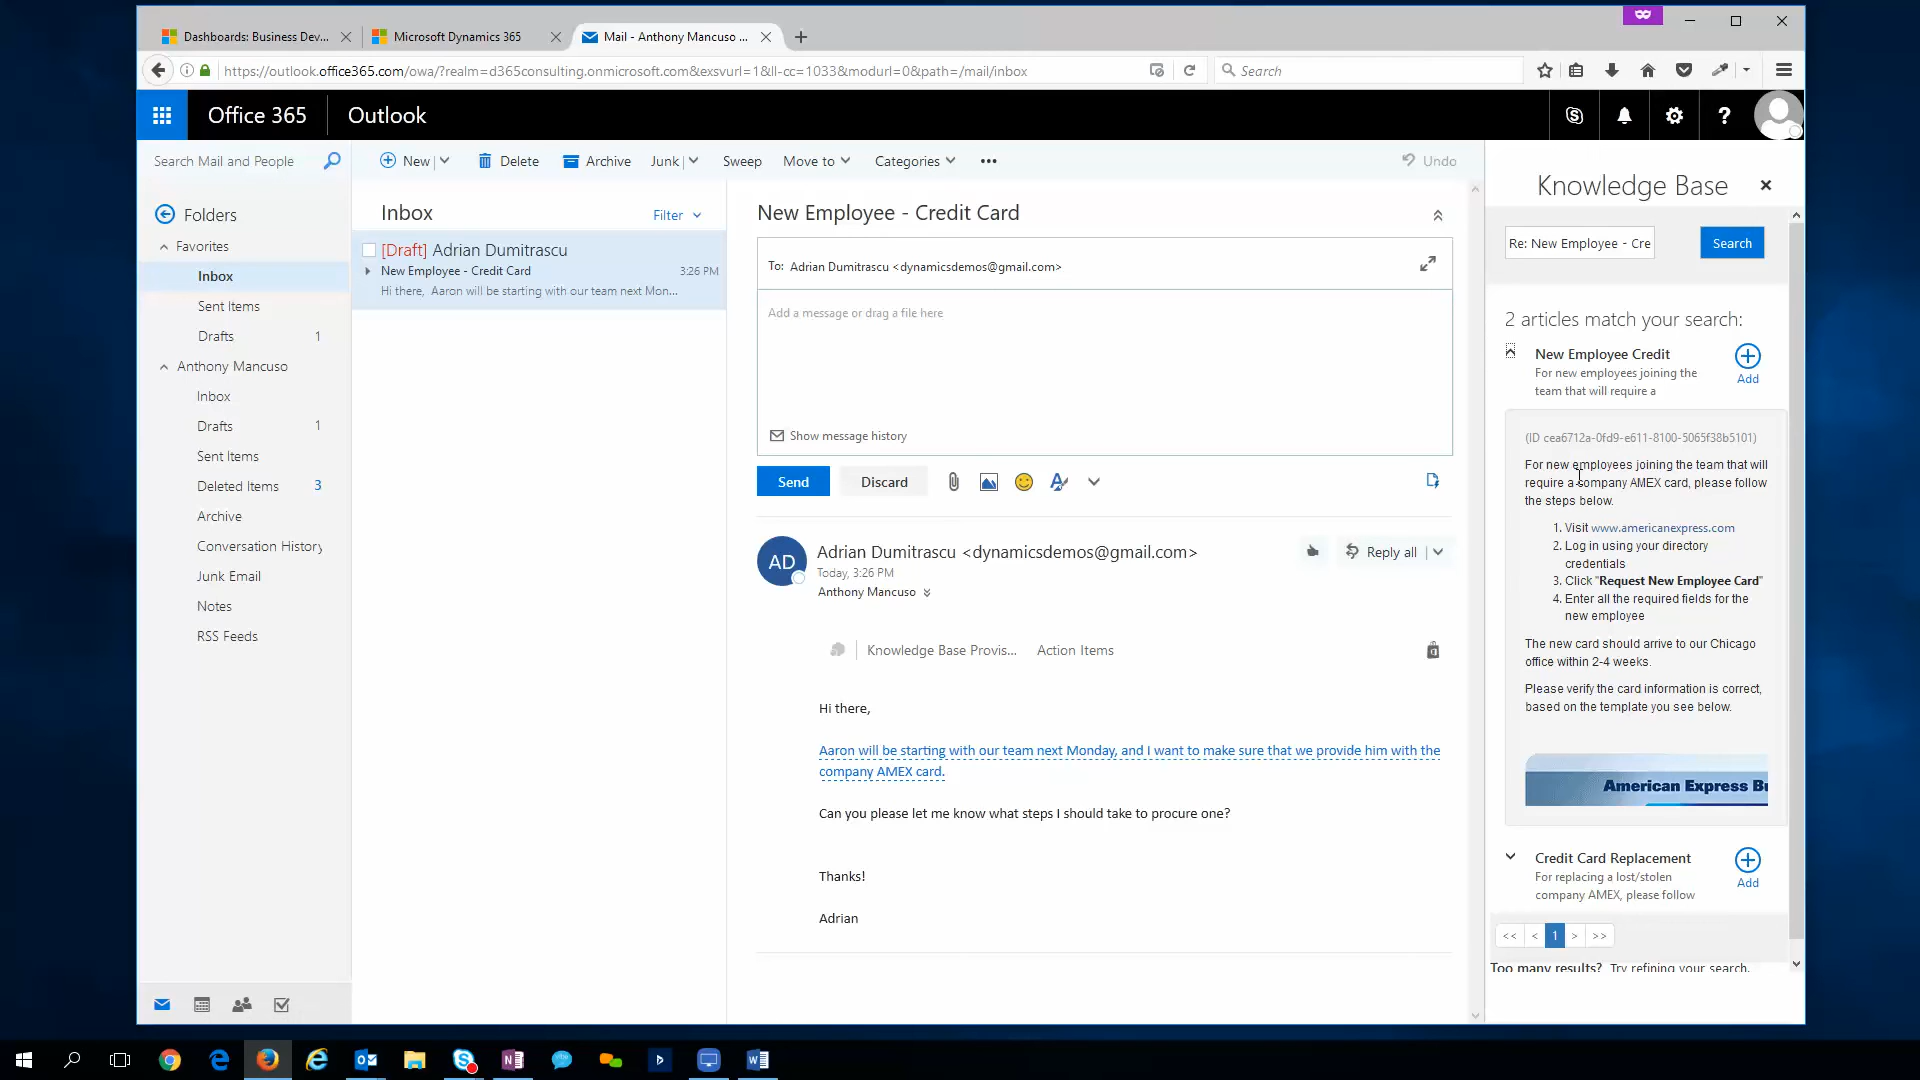 Dashboards: Business Dev...
Microsoft Dynamics 365
Mail - Anthony Mancuso ...
https://outlook.office365.com/owa/?realm=d365consulting.onmicrosoft.com&exsvurl=1&ll-cc=1033&modurl=0&path=/mail/inbox
Search
Office 365
Outlook
?
Search Mail and People
New
Delete
Archive
Junk
Sweep
Move to
Categories
Undo
Folders
Favorites
Inbox
Sent Items
Drafts 1
Anthony Mancuso
Inbox
Drafts 1
Sent Items
Deleted Items 3
Archive
Conversation History
Junk Email
Notes
RSS Feeds
Inbox
Filter
[Draft] Adrian Dumitrascu
New Employee - Credit Card 3:26 PM
Hi there, Aaron will be starting with our team next Mon...
New Employee - Credit Card
To: Adrian Dumitrascu <dynamicsdemos@gmail.com>
Add a message or drag a file here
Show message history
Send
Discard
AD
Adrian Dumitrascu <dynamicsdemos@gmail.com>
Today, 3:26 PM
Anthony Mancuso
Reply all
Knowledge Base Provis...
Action Items
Hi there,
Aaron will be starting with our team next Monday, and I want to make sure that we provide him with the
company AMEX card.
Can you please let me know what steps I should take to procure one?
Thanks!
Adrian
Knowledge Base
Re: New Employee - Cre
Search
2 articles match your search:
New Employee Credit
For new employees joining the
team that will require a
Add
(ID cea6712a-0fd9-e611-8100-5065f38b5101)
For new employees joining the team that will
require a company AMEX card, please follow
the steps below.
1. Visit www.americanexpress.com
2. Log in using your directory
credentials
3. Click "Request New Employee Card"
4. Enter all the required fields for the
new employee
The new card should arrive to our Chicago
office within 2-4 weeks.
Please verify the card information is correct,
based on the template you see below.
American Express Bu
Credit Card Replacement
For replacing a lost/stolen
company AMEX, please follow
Add
<< < 1 > >>
Too many results? Try refining your search.